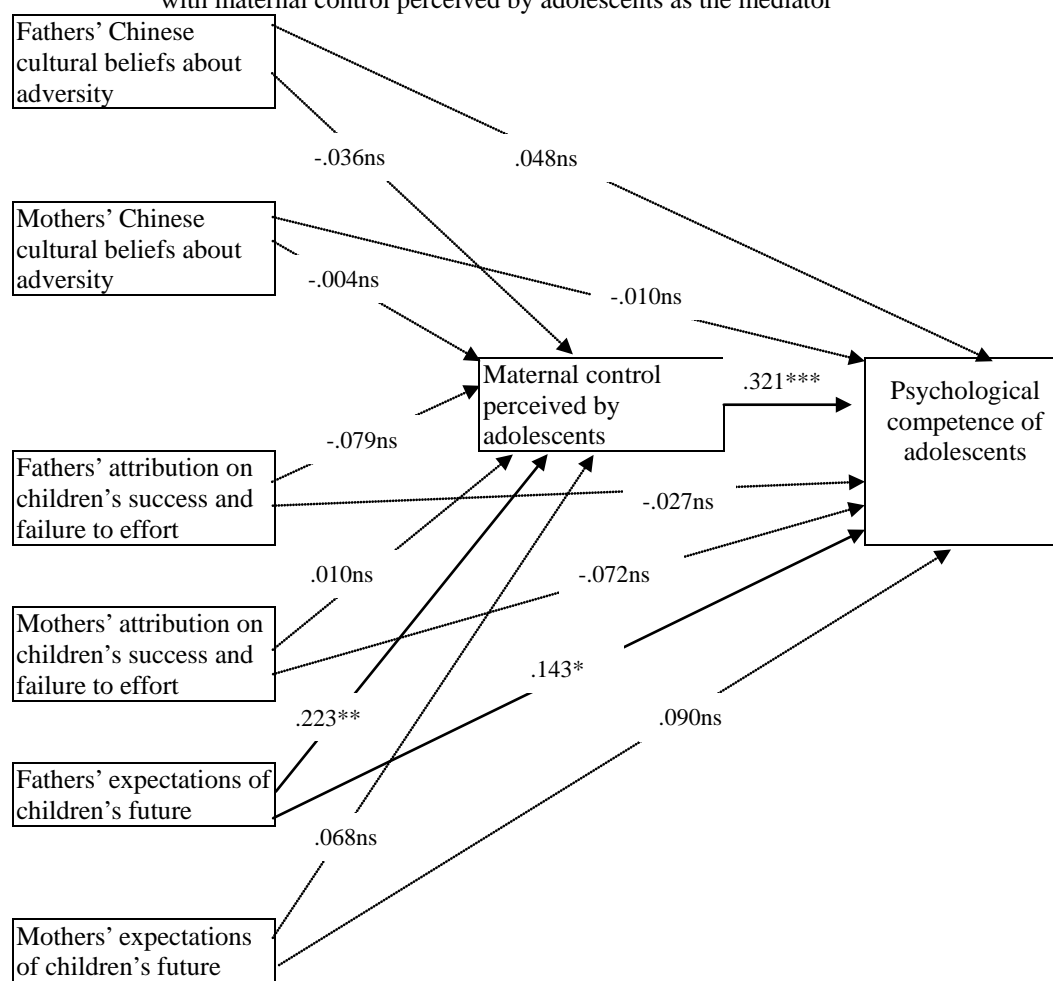 with maternal control perceived by adolescents as the mediator
Fathers’ Chinese
cultural beliefs about
adversity
-.036ns
.048ns
Mothers’ Chinese
cultural beliefs about
adversity
-.004ns
-.010ns
Maternal control
perceived by
adolescents
.321***
Psychological
competence of
adolescents
-.079ns
Fathers’ attribution on
children’s success and
failure to effort
-.027ns
.010ns
-.072ns
Mothers’ attribution on
children’s success and
failure to effort
.143*
.223**
.090ns
Fathers’ expectations of
children’s future
.068ns
Mothers’ expectations
of children’s future